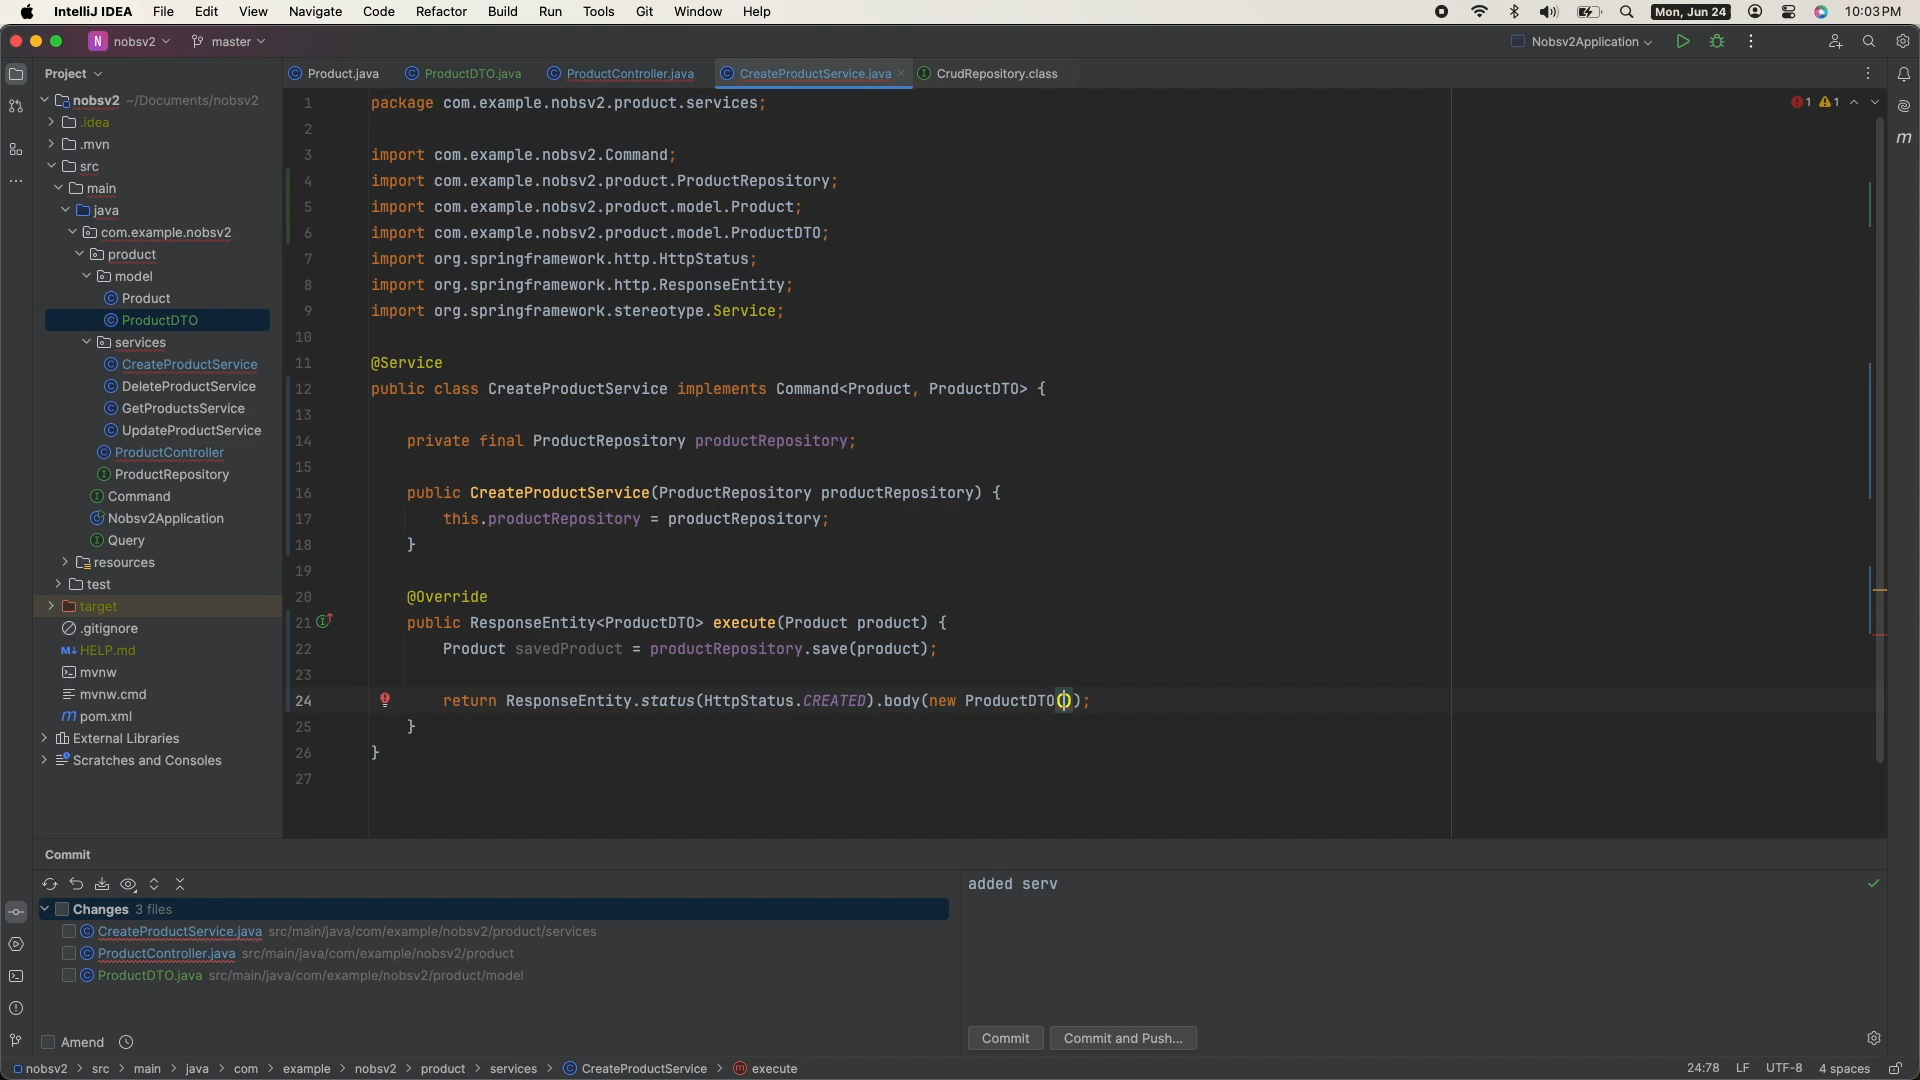 IntelliJ IDEA File Edit View Navigate Code Refactor Build Run Tools Git Window Help Mon, Jun 24 10:03 PM
N nobsv2 master Nobsv2Application
Project
Product.java ProductDTO.java ProductController.java CreateProductService.java CrudRepository.class
nobsv2 ~/Documents/nobsv2
.idea
.mvn
src
main
java
com.example.nobsv2
product
model
Product
ProductDTO
services
CreateProductService
DeleteProductService
GetProductsService
UpdateProductService
ProductController
ProductRepository
Command
Nobsv2Application
Query
resources
test
target
.gitignore
M↓ HELP.md
mvnw
mvnw.cmd
m pom.xml
External Libraries
Scratches and Consoles
1 package com.example.nobsv2.product.services;
2
3 import com.example.nobsv2.Command;
4 import com.example.nobsv2.product.ProductRepository;
5 import com.example.nobsv2.product.model.Product;
6 import com.example.nobsv2.product.model.ProductDTO;
7 import org.springframework.http.HttpStatus;
8 import org.springframework.http.ResponseEntity;
9 import org.springframework.stereotype.Service;
10
11 @Service
12 public class CreateProductService implements Command<Product, ProductDTO> {
13
14 private final ProductRepository productRepository;
15
16 public CreateProductService(ProductRepository productRepository) {
17 this.productRepository = productRepository;
18 }
19
20 @Override
21 public ResponseEntity<ProductDTO> execute(Product product) {
22 Product savedProduct = productRepository.save(product);
23
24 return ResponseEntity.status(HttpStatus.CREATED).body(new ProductDTO());
25 }
26 }
27
1 1
m
Commit
Changes 3 files
CreateProductService.java src/main/java/com/example/nobsv2/product/services
ProductController.java src/main/java/com/example/nobsv2/product
ProductDTO.java src/main/java/com/example/nobsv2/product/model
Amend
added serv
Commit Commit and Push...
nobsv2 > src > main > java > com > example > nobsv2 > product > services > CreateProductService > execute 24:78 LF UTF-8 4 spaces